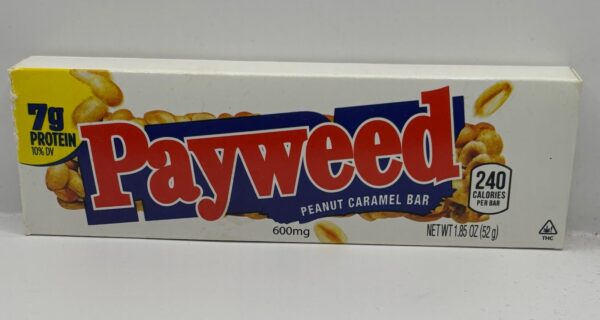 7g
PROTEIN
10% DV
Payweed
PEANUT CARAMEL BAR
240
CALORIES
PER BAR
600mg
NET WT 1.85 OZ (52 g)
THC